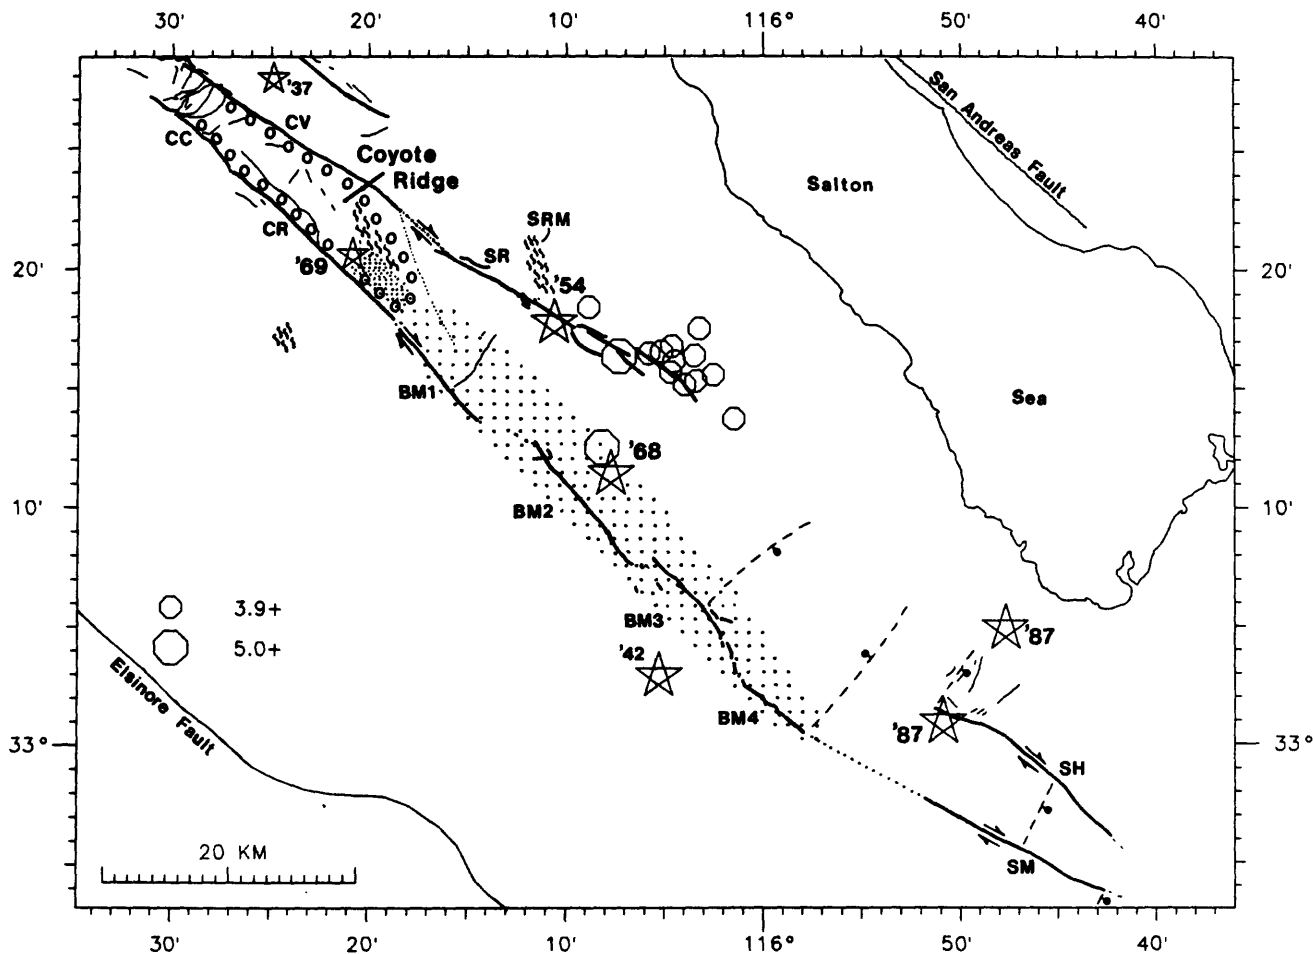 30' 20' 10' 116° 50' 40'
'37
San Andreas Fault
CV
CC
Coyote
Ridge
Salton
SRM
CR
SR
'69
20' 20'
'54
BM1
Sea
'68
10' 10'
BM2
3.9+
BM3
'87
5.0+
'42
Elsinore Fault
BM4
'87
33° 33°
SH
20 KM
SM
30' 20' 10' 116° 50' 40'